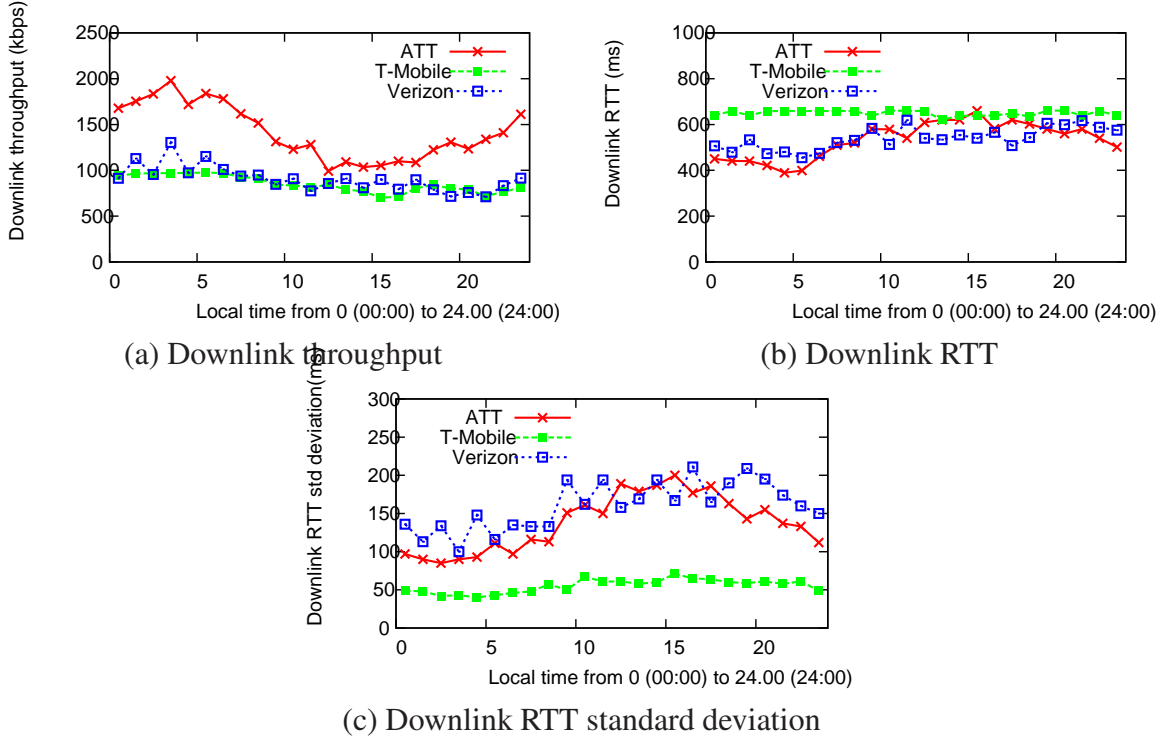 Downlink throughput (kbps)
2500
2000
1500
1000
500
0
ATT
T-Mobile
Verizon
0 5 10 15 20
Local time from 0 (00:00) to 24.00 (24:00)
(a) Downlink throughput
Downlink RTT (ms)
1000
800
600
400
200
0
ATT
T-Mobile
Verizon
0 5 10 15 20
Local time from 0 (00:00) to 24.00 (24:00)
(b) Downlink RTT
Downlink RTT std deviation(ms)
300
250
200
150
100
50
0
ATT
T-Mobile
Verizon
0 5 10 15 20
Local time from 0 (00:00) to 24.00 (24:00)
(c) Downlink RTT standard deviation